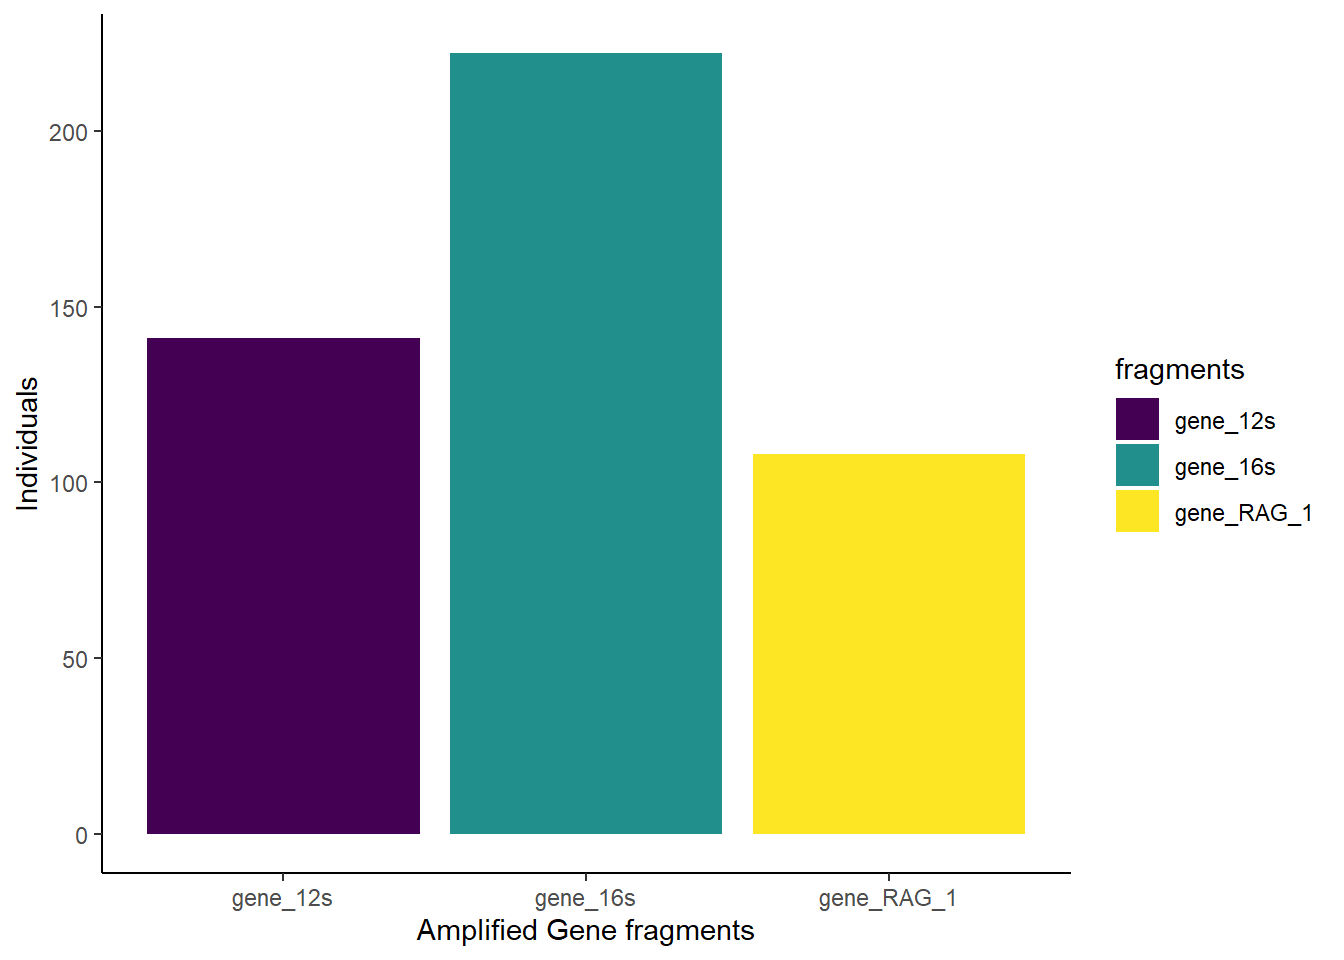 Individuals
200
150
100
50
0
gene_12s
gene_16s
gene_RAG_1
Amplified Gene fragments
fragments
gene_12s
gene_16s
gene_RAG_1